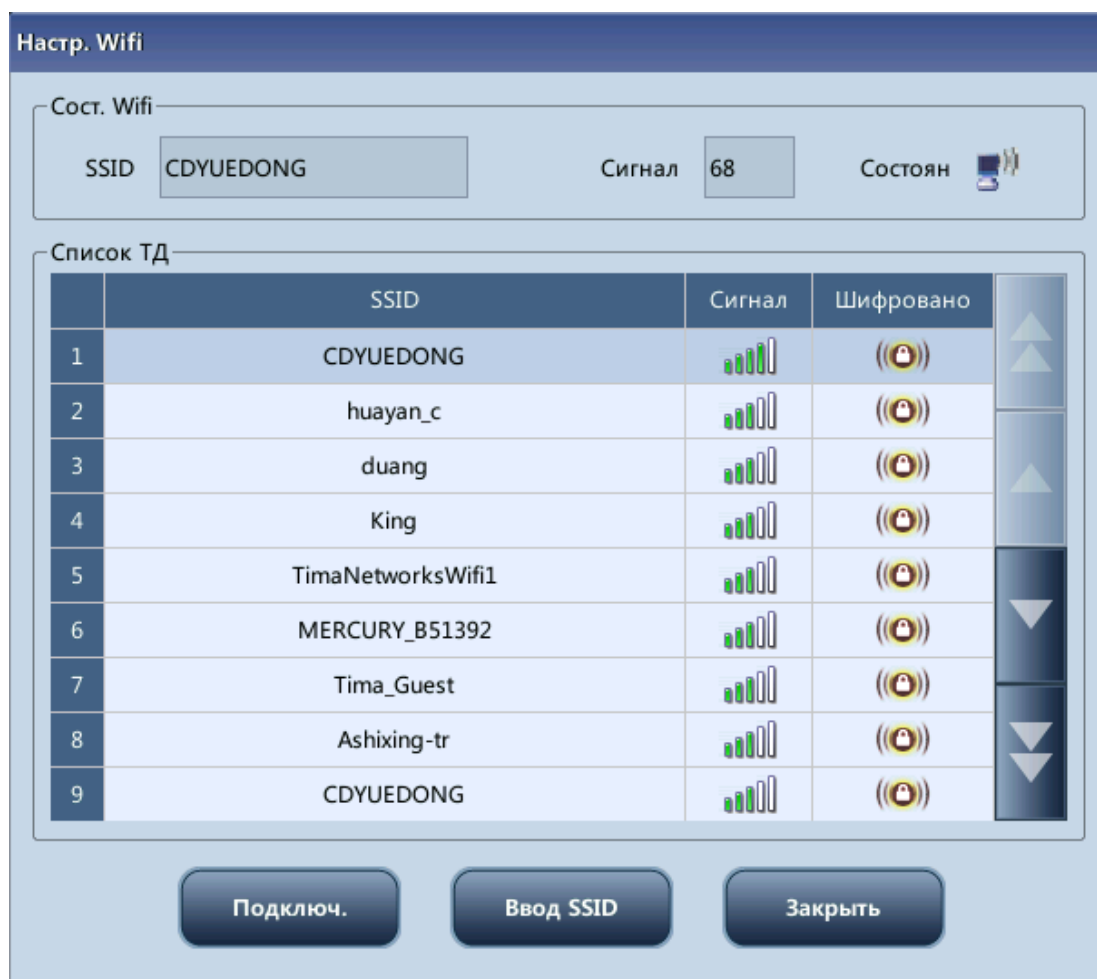 Настр. Wifi
Сост. Wifi
SSID CDYUEDONG Сигнал 68 Состоян
Список ТД
SSID Сигнал Шифровано
1 CDYUEDONG
2 huayan_c
3 duang
4 King
5 TimaNetworksWifi1
6 MERCURY_B51392
7 Tima_Guest
8 Ashixing-tr
9 CDYUEDONG
Подключ. Ввод SSID Закрыть